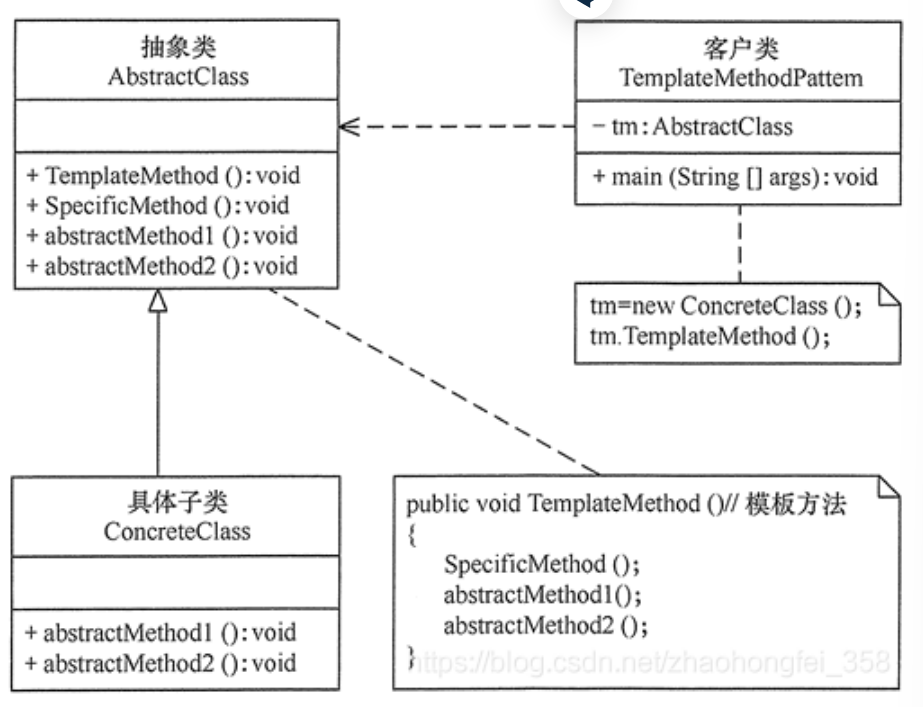 抽象类
AbstractClass
+ TemplateMethod ():void
+ SpecificMethod ():void
+ abstractMethod1 ():void
+ abstractMethod2 ():void
客户类
TemplateMethodPattem
− tm:AbstractClass
+ main (String [] args):void
tm=new ConcreteClass ();
tm.TemplateMethod ();
具体子类
ConcreteClass
+ abstractMethod1 ():void
+ abstractMethod2 ():void
public void TemplateMethod ()// 模板方法
{
SpecificMethod ();
abstractMethod1();
abstractMethod2 ();
}
https://blog.csdn.net/zhaohongfei_358